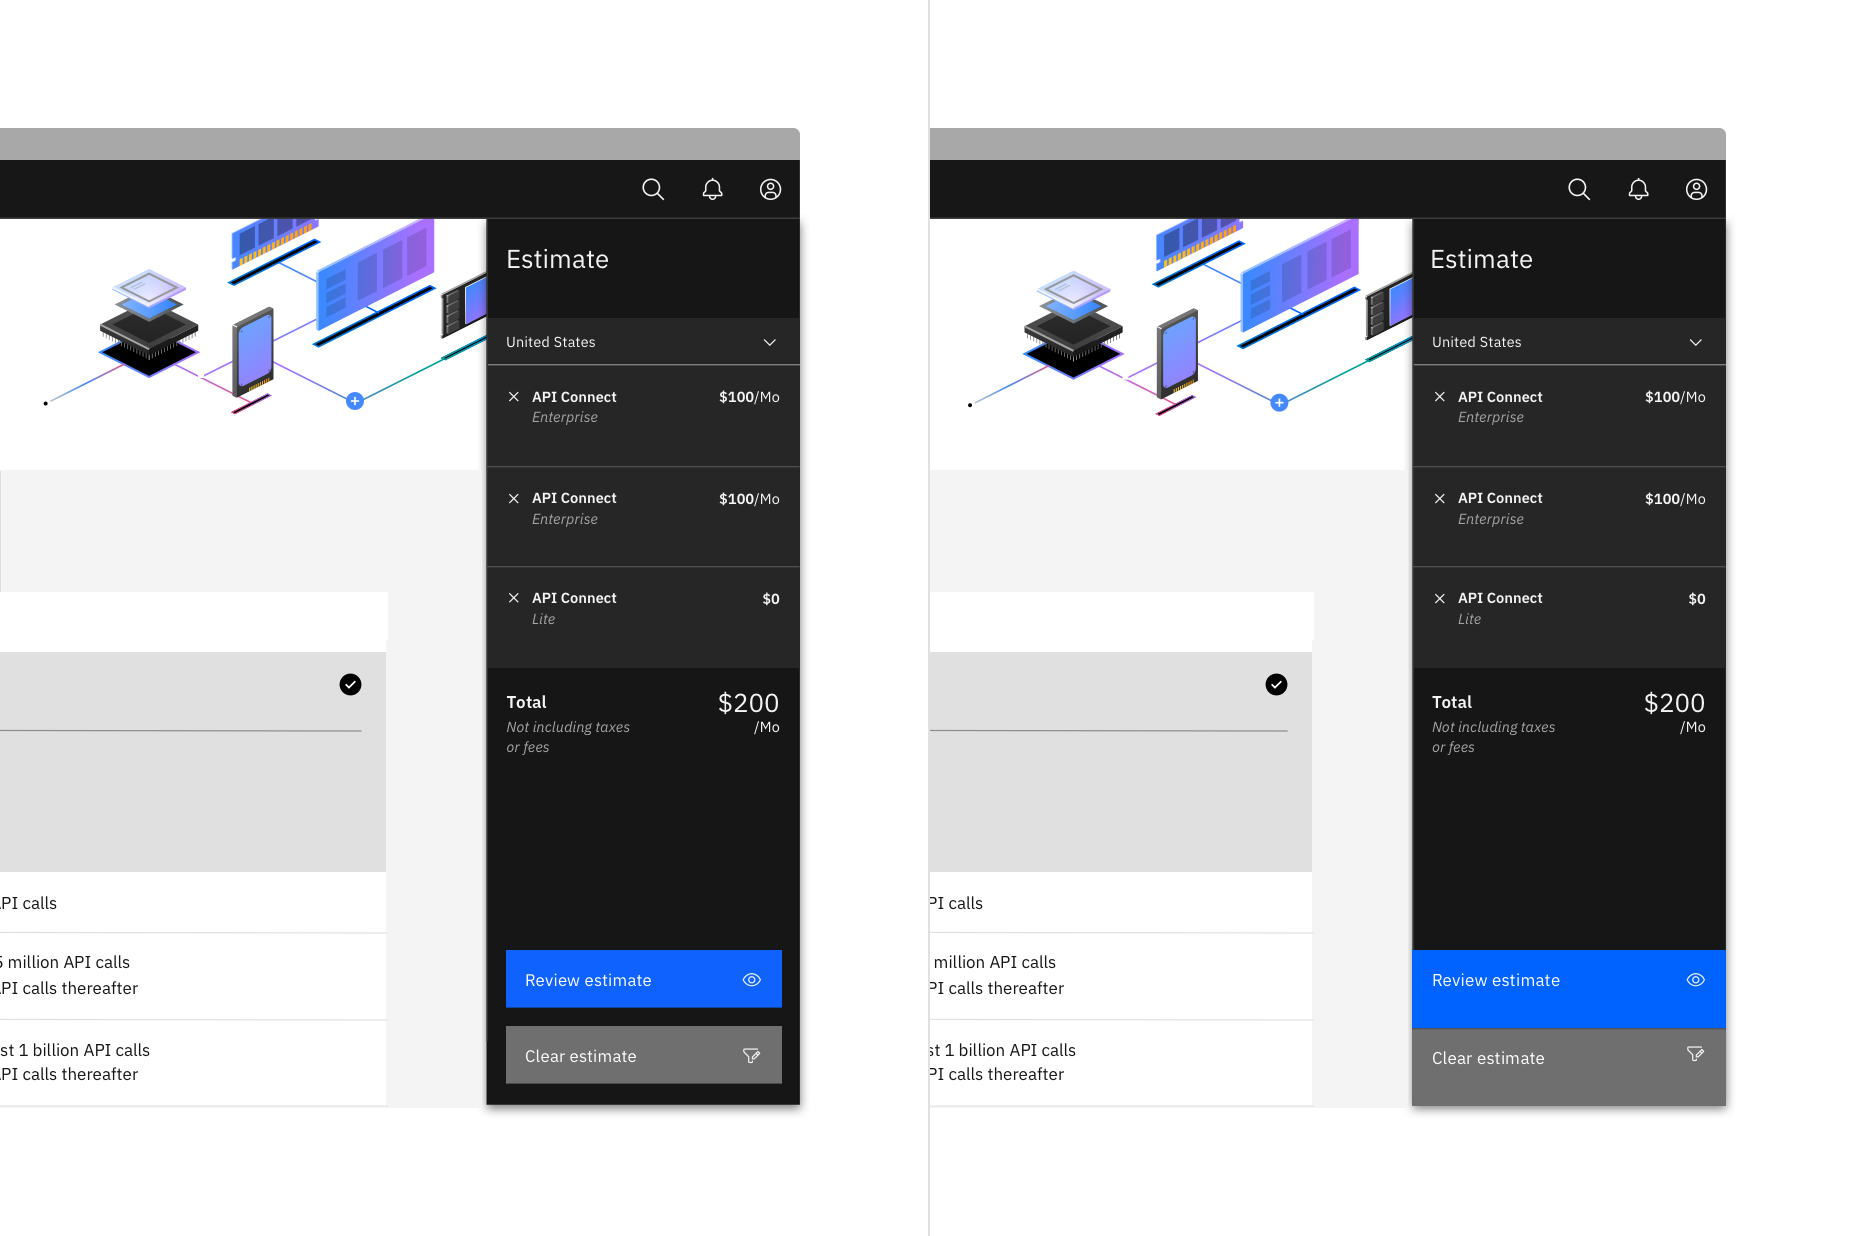 Estimate
United States
API Connect $100/Mo
Enterprise
API Connect $100/Mo
Enterprise
API Connect $0
Lite
Total $200
Not including taxes /Mo
or fees
API calls
5 million API calls
API calls thereafter
st 1 billion API calls
API calls thereafter
Review estimate
Clear estimate
Estimate
United States
API Connect $100/Mo
Enterprise
API Connect $100/Mo
Enterprise
API Connect $0
Lite
Total $200
Not including taxes /Mo
or fees
PI calls
million API calls
PI calls thereafter
st 1 billion API calls
PI calls thereafter
Review estimate
Clear estimate